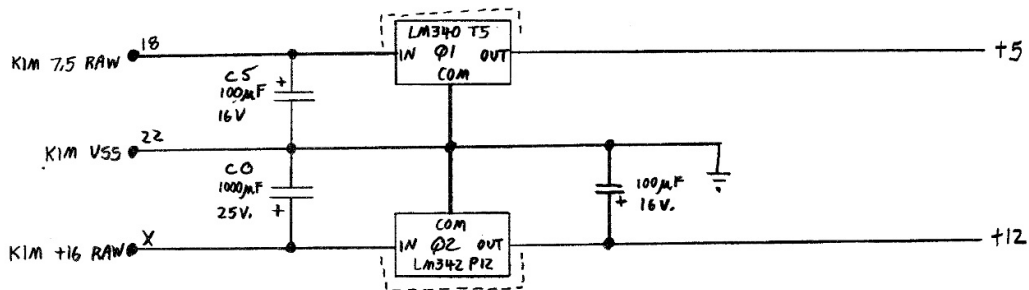 KIM 7.5 RAW
18
LM340 T5
IN Q1 OUT
COM
+5
C5
+
100µF
16V
KIM VSS
22
C0
1000µF
25V.
+
100µF
+ 16V.
KIM +16 RAW
X
COM
IN Q2 OUT
LM342 P12
+12